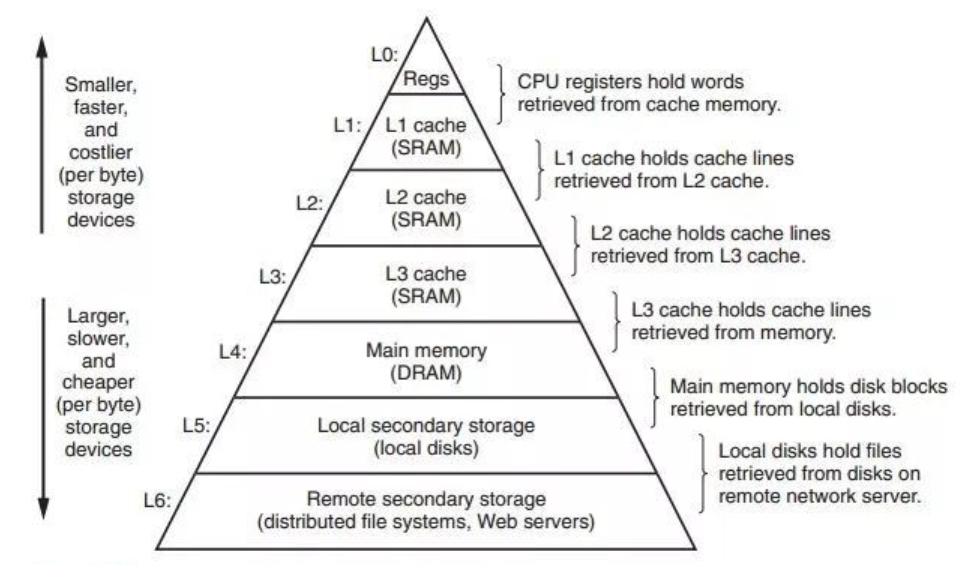 Smaller,
faster,
and
costlier
(per byte)
storage
devices
Larger,
slower,
and
cheaper
(per byte)
storage
devices
L0:
Regs
CPU registers hold words
retrieved from cache memory.
L1:
L1 cache
(SRAM)
L1 cache holds cache lines
retrieved from L2 cache.
L2:
L2 cache
(SRAM)
L2 cache holds cache lines
retrieved from L3 cache.
L3:
L3 cache
(SRAM)
L3 cache holds cache lines
retrieved from memory.
L4:
Main memory
(DRAM)
Main memory holds disk blocks
retrieved from local disks.
L5:
Local secondary storage
(local disks)
Local disks hold files
retrieved from disks on
remote network server.
L6:
Remote secondary storage
(distributed file systems, Web servers)